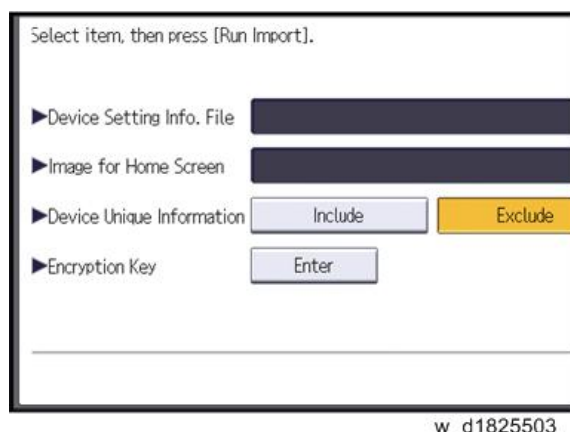 Select item, then press [Run Import].
►Device Setting Info. File
►Image for Home Screen
►Device Unique Information Include Exclude
►Encryption Key Enter
w_d1825503